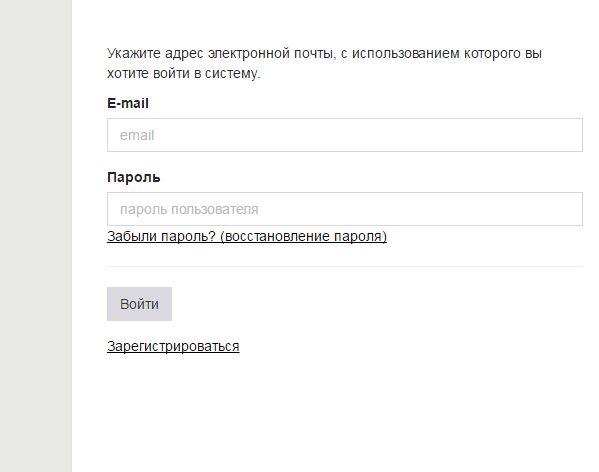 Укажите адрес электронной почты, с использованием которого вы
хотите войти в систему.
E-mail
email
Пароль
пароль пользователя
Забыли пароль? (восстановление пароля)
Войти
Зарегистрироваться